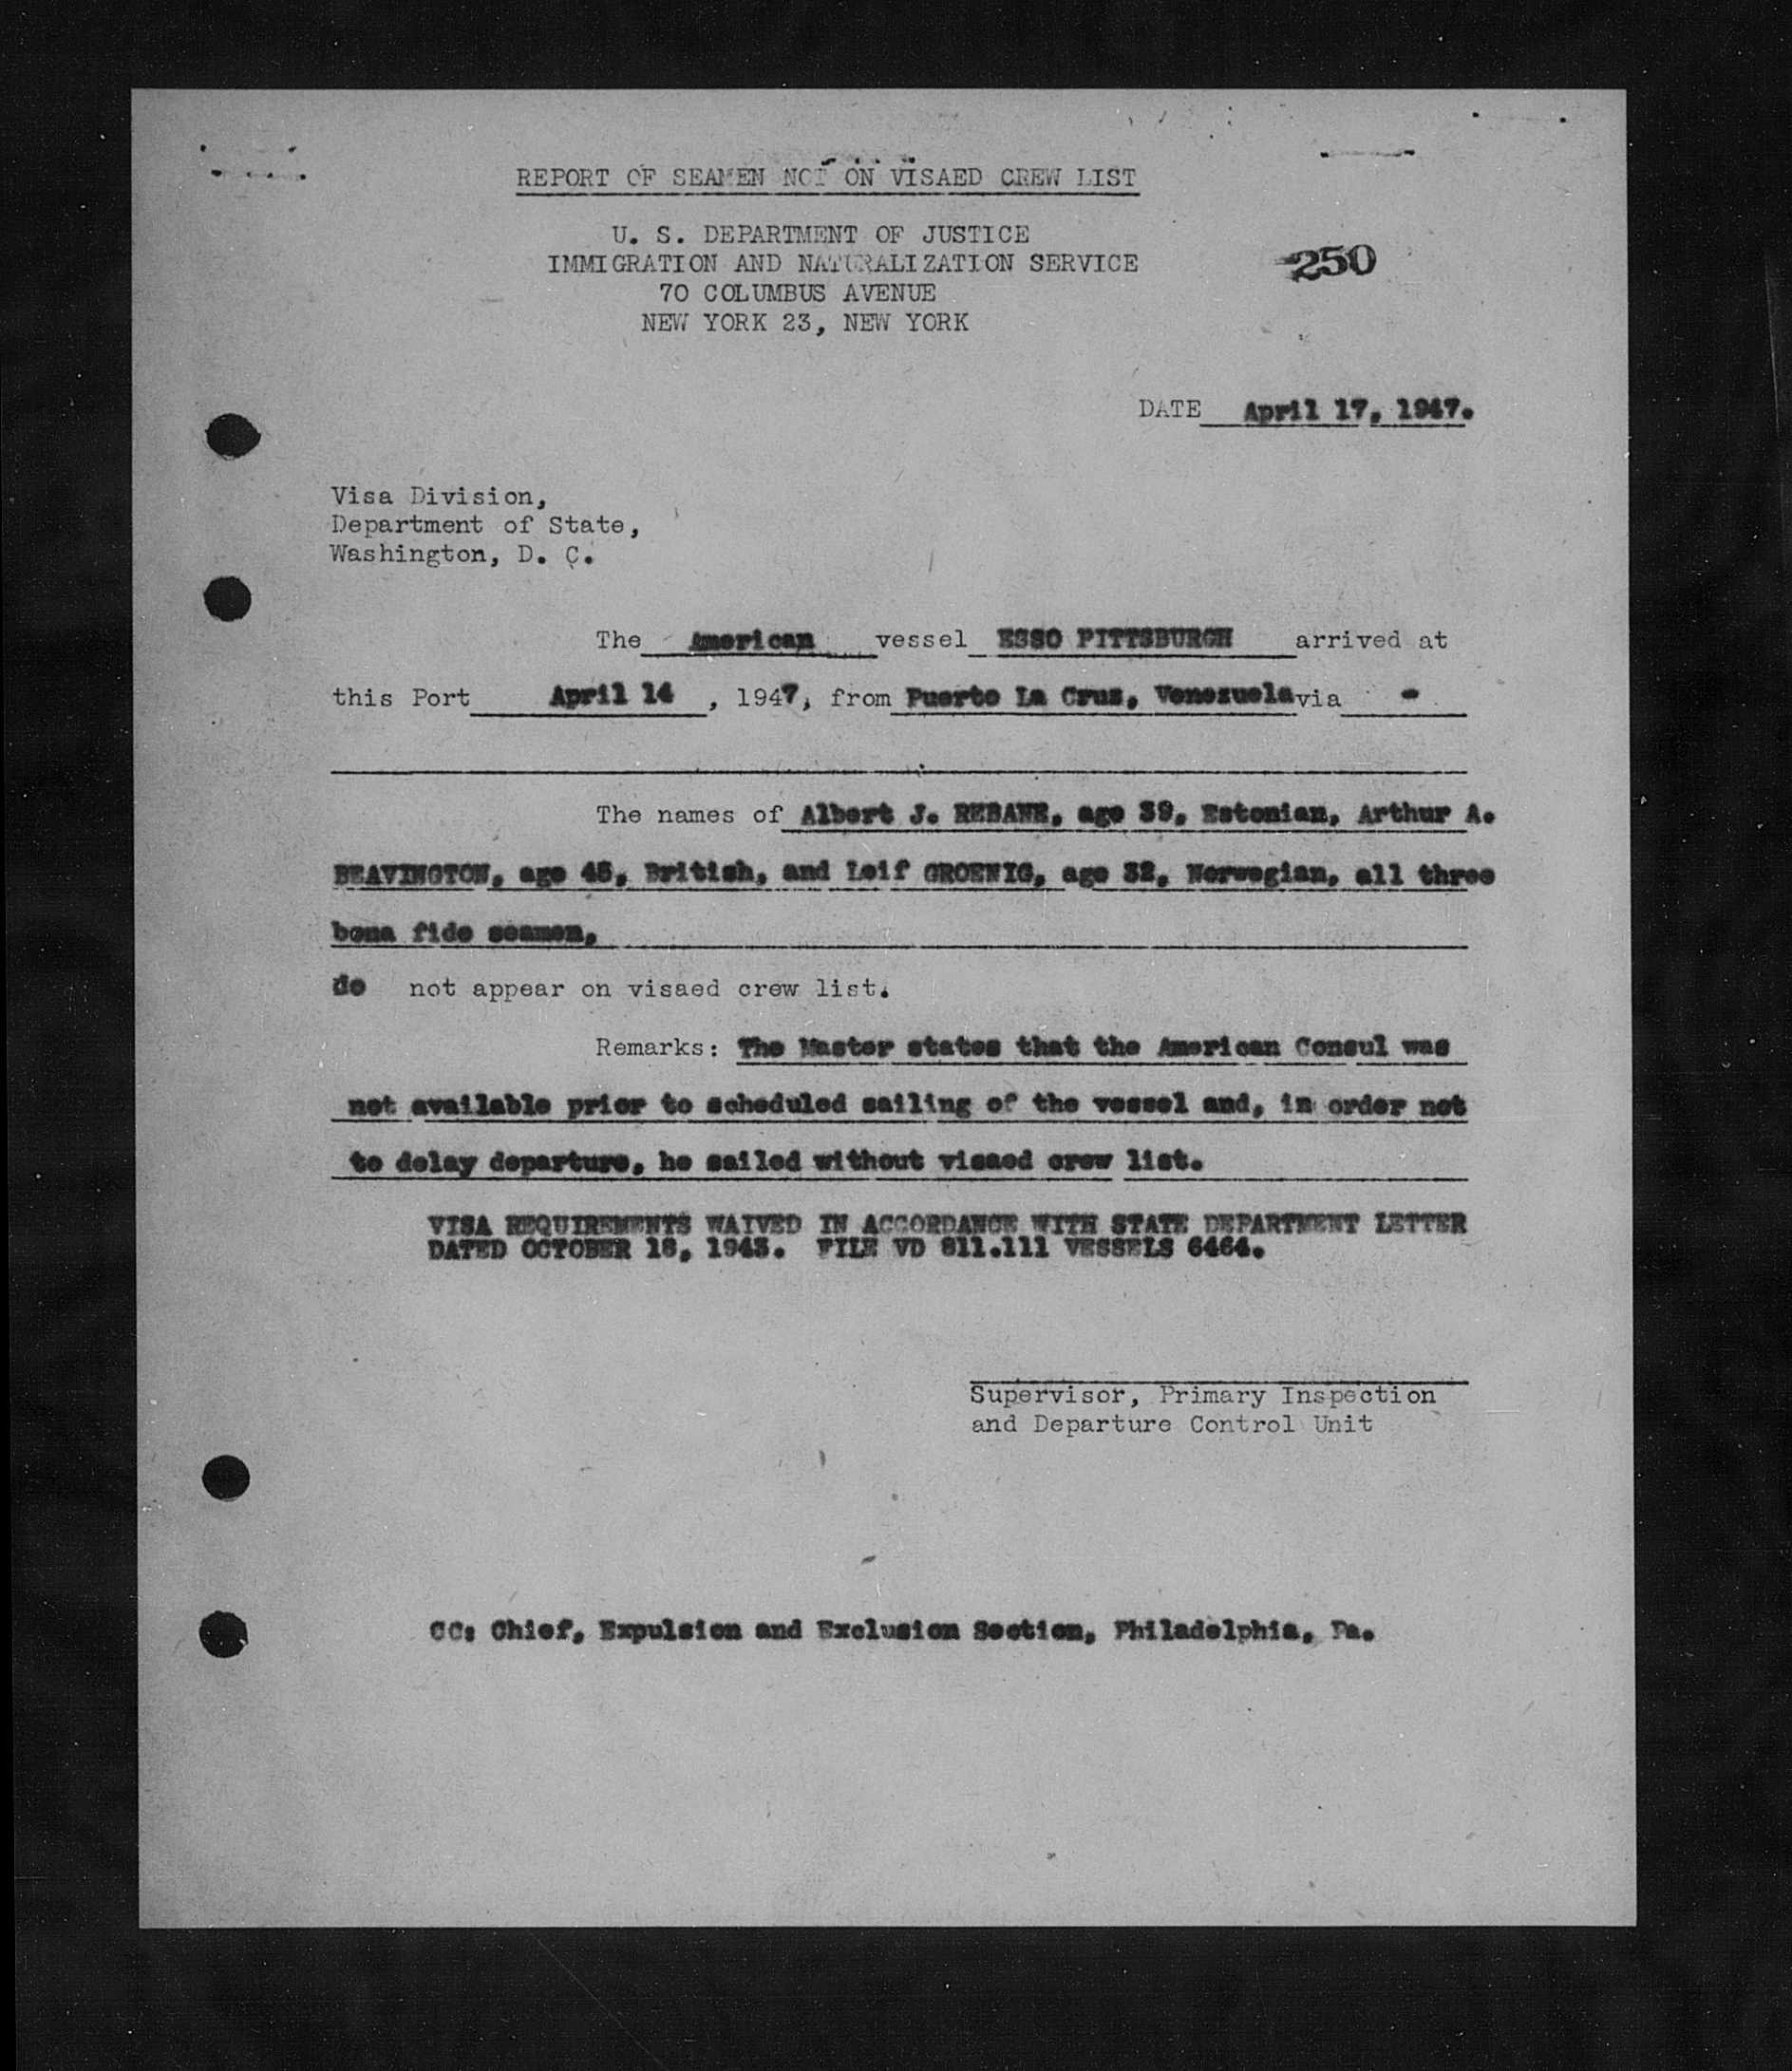 REPORT OF SEAMEN NOT ON VISAED CREW LIST
U. S. DEPARTMENT OF JUSTICE
IMMIGRATION AND NATURALIZATION SERVICE
250
70 COLUMBUS AVENUE
NEW YORK 23, NEW YORK
DATE April 17, 1947.
Visa Division,
Department of State,
Washington, D. C.
The American vessel ESSO PITTSBURGH arrived at
this Port April 14, 1947, from Puerto La Cruz, Venezuela via -
The names of Albert J. REBANE, age 39, Estonian, Arthur A.
BEAVINGTON, age 45, British, and Leif GROENIG, age 32, Norwegian, all three
bona fide seamen,
do not appear on visaed crew list.
Remarks: The Master states that the American Consul was
not available prior to scheduled sailing of the vessel and, in order not
to delay departure, he sailed without visaed crew list.
VISA REQUIREMENTS WAIVED IN ACCORDANCE WITH STATE DEPARTMENT LETTER
DATED OCTOBER 18, 1943. FILE VD 811.111 VESSELS 6464.
Supervisor, Primary Inspection
and Departure Control Unit
CC: Chief, Expulsion and Exclusion Section, Philadelphia, Pa.